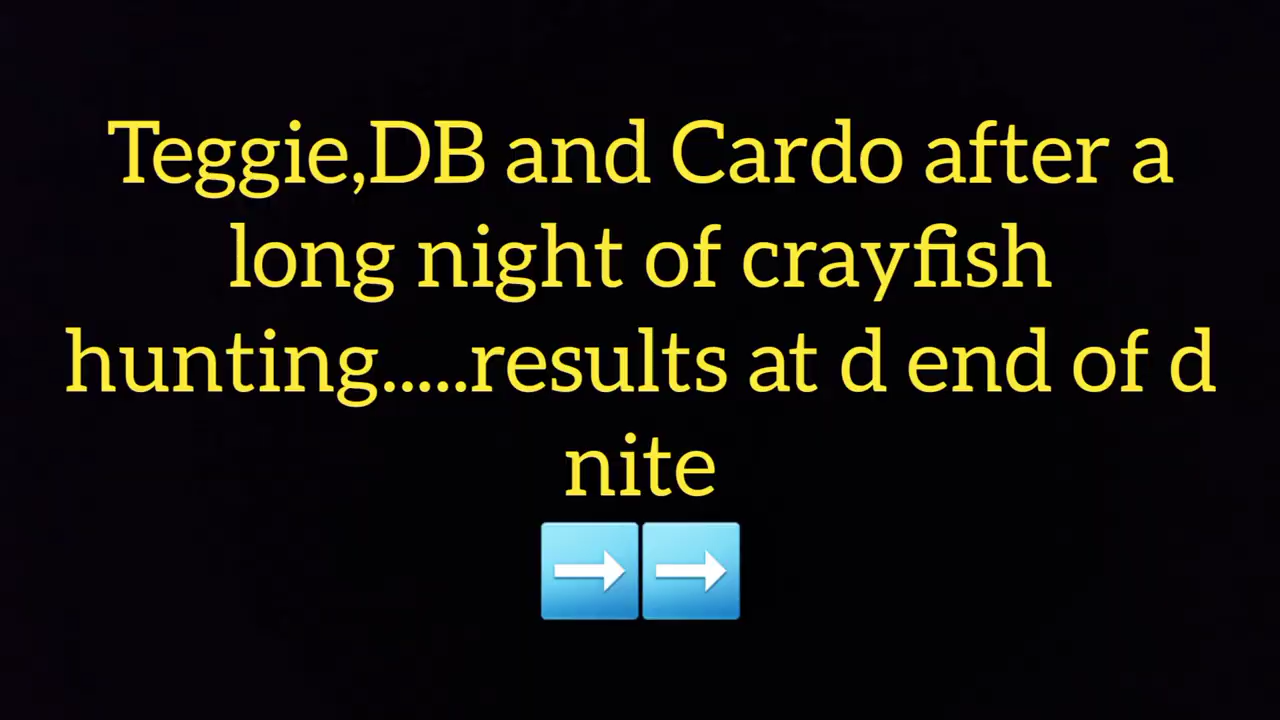 Teggie,DB and Cardo after a
long night of crayfish
hunting.....results at d end of d
nite
➡️➡️